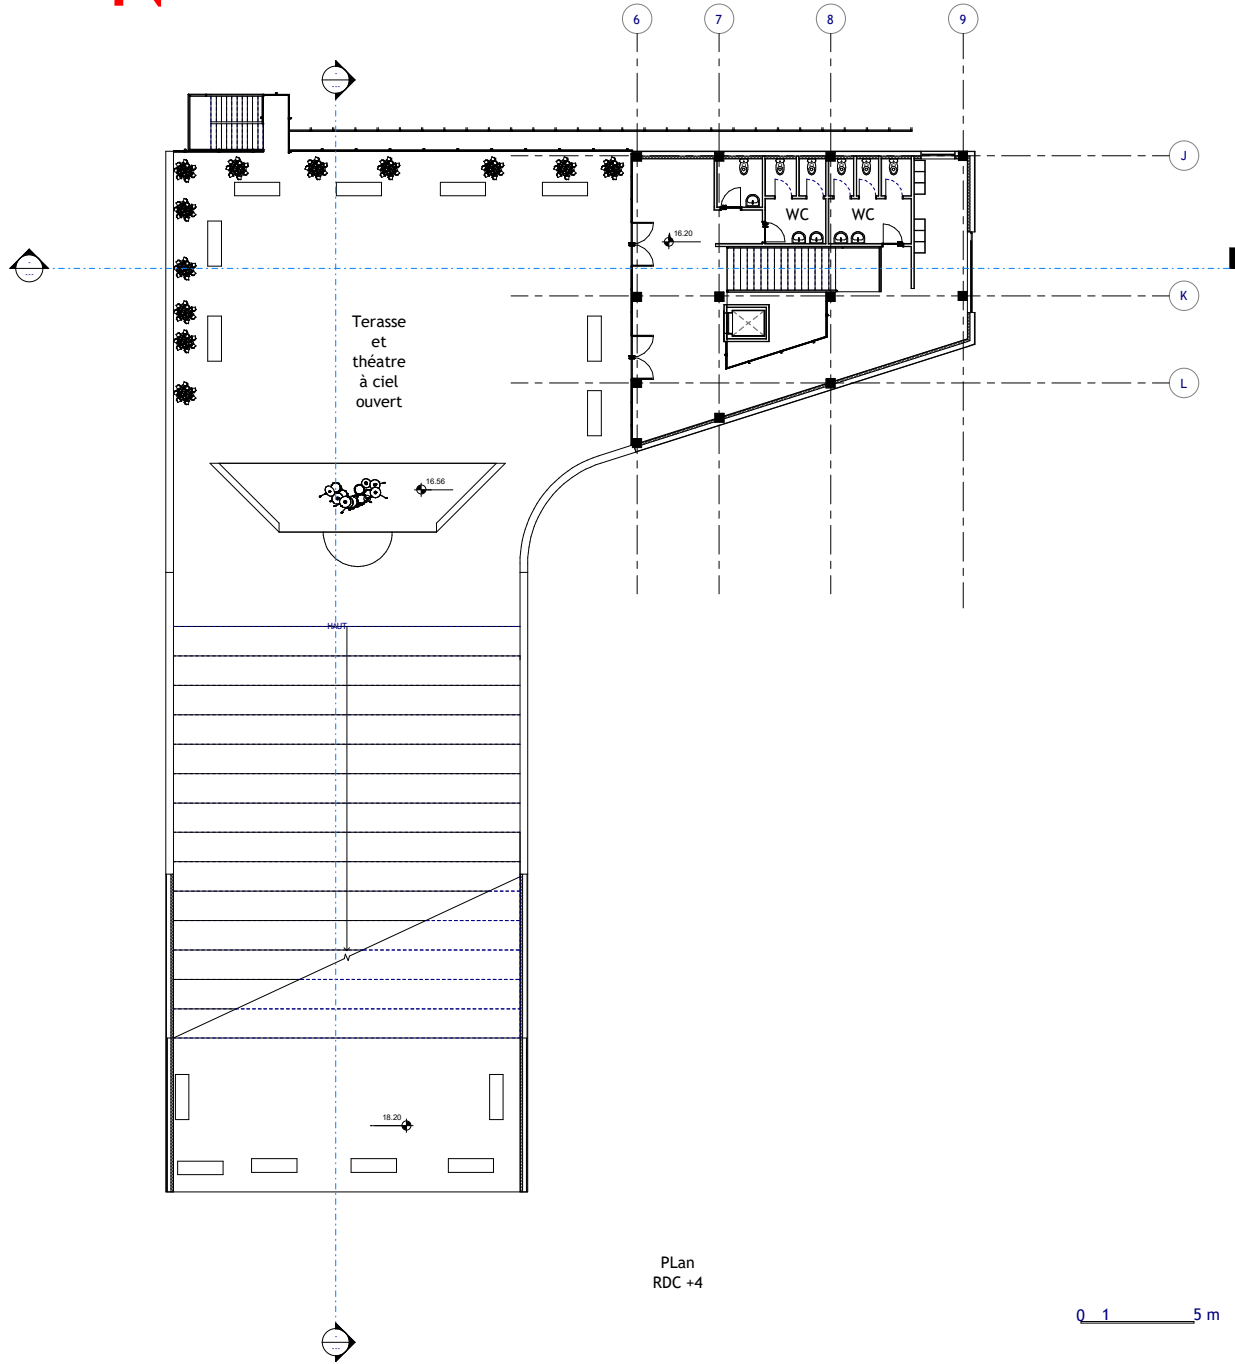 6 7 8 9
J
WC WC
16.20
K
Terasse
et
théatre
à ciel
ouvert
L
16.56
HAUT
18.20
PLan
RDC +4
0 1 5 m